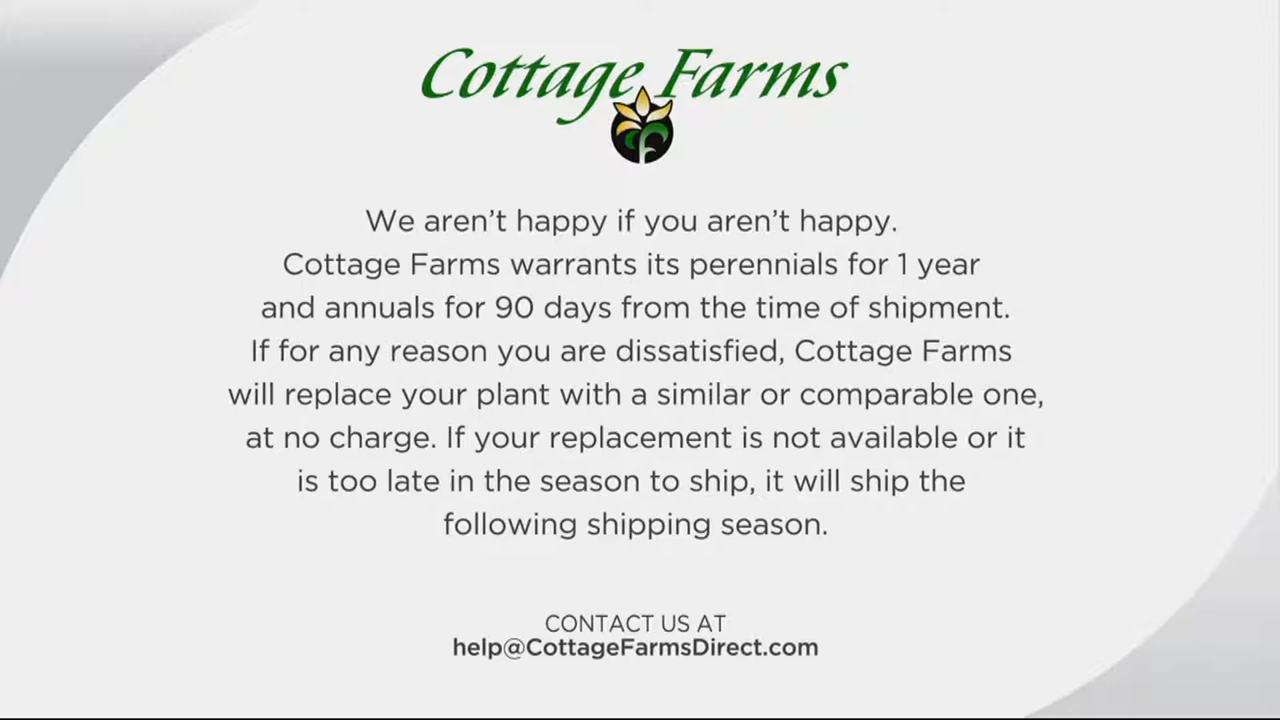 Cottage Farms
We aren't happy if you aren't happy.
Cottage Farms warrants its perennials for 1 year
and annuals for 90 days from the time of shipment.
If for any reason you are dissatisfied, Cottage Farms
will replace your plant with a similar or comparable one,
at no charge. If your replacement is not available or it
is too late in the season to ship, it will ship the
following shipping season.
CONTACT US AT
help@CottageFarmsDirect.com